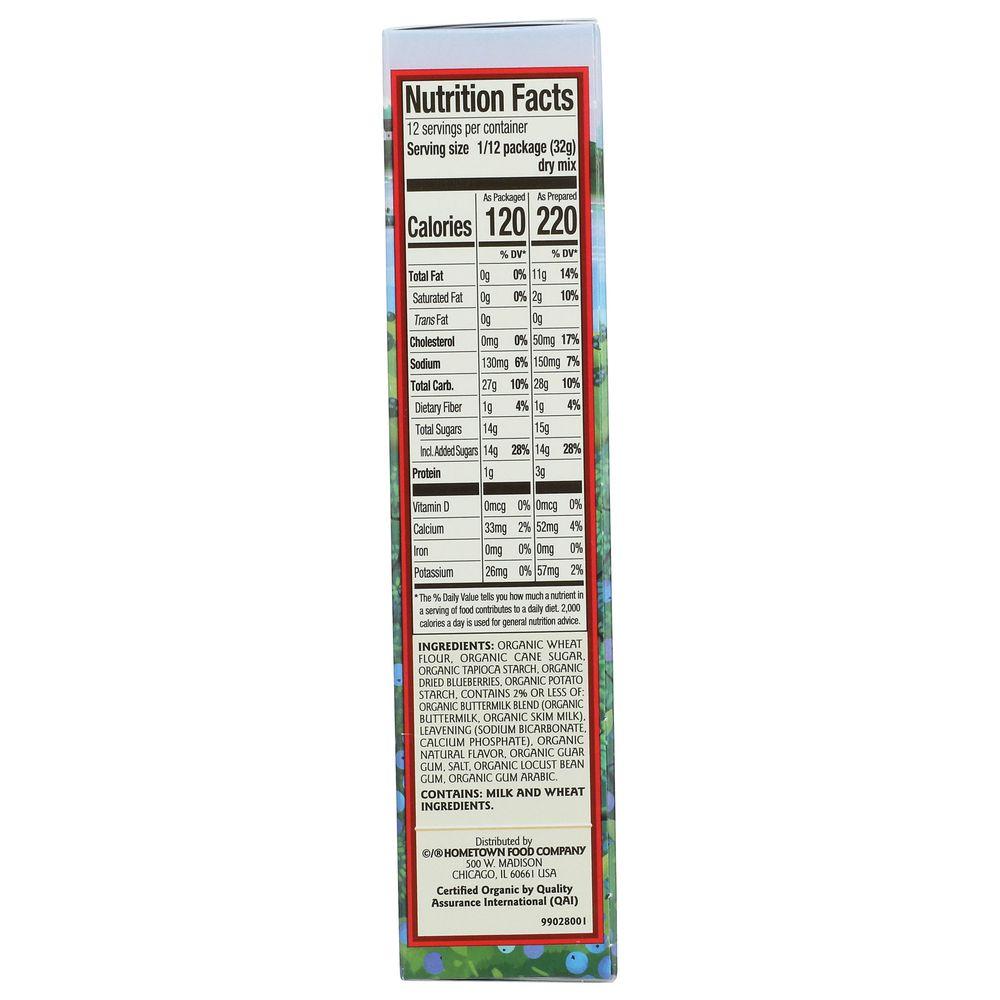 Nutrition Facts
12 servings per container
Serving size 1/12 package (32g)
dry mix
As Packaged As Prepared
Calories 120 220
% DV* % DV*
Total Fat 0g 0% 11g 14%
Saturated Fat 0g 0% 2g 10%
Trans Fat 0g 0g
Cholesterol 0mg 0% 50mg 17%
Sodium 130mg 6% 150mg 7%
Total Carb. 27g 10% 28g 10%
Dietary Fiber 1g 4% 1g 4%
Total Sugars 14g 15g
Incl. Added Sugars 14g 28% 14g 28%
Protein 1g 3g
Vitamin D 0mcg 0% 0mcg 0%
Calcium 33mg 2% 52mg 4%
Iron 0mg 0% 0mg 0%
Potassium 26mg 0% 57mg 2%
*The % Daily Value tells you how much a nutrient in
a serving of food contributes to a daily diet. 2,000
calories a day is used for general nutrition advice.
INGREDIENTS: ORGANIC WHEAT
FLOUR, ORGANIC CANE SUGAR,
ORGANIC TAPIOCA STARCH, ORGANIC
DRIED BLUEBERRIES, ORGANIC POTATO
STARCH, CONTAINS 2% OR LESS OF:
ORGANIC BUTTERMILK BLEND (ORGANIC
BUTTERMILK, ORGANIC SKIM MILK),
LEAVENING (SODIUM BICARBONATE,
CALCIUM PHOSPHATE), ORGANIC
NATURAL FLAVOR, ORGANIC GUAR
GUM, SALT, ORGANIC LOCUST BEAN
GUM, ORGANIC GUM ARABIC.
CONTAINS: MILK AND WHEAT
INGREDIENTS.
Distributed by
©/® HOMETOWN FOOD COMPANY
500 W. MADISON
CHICAGO, IL 60661 USA
Certified Organic by Quality
Assurance International (QAI)
99028001